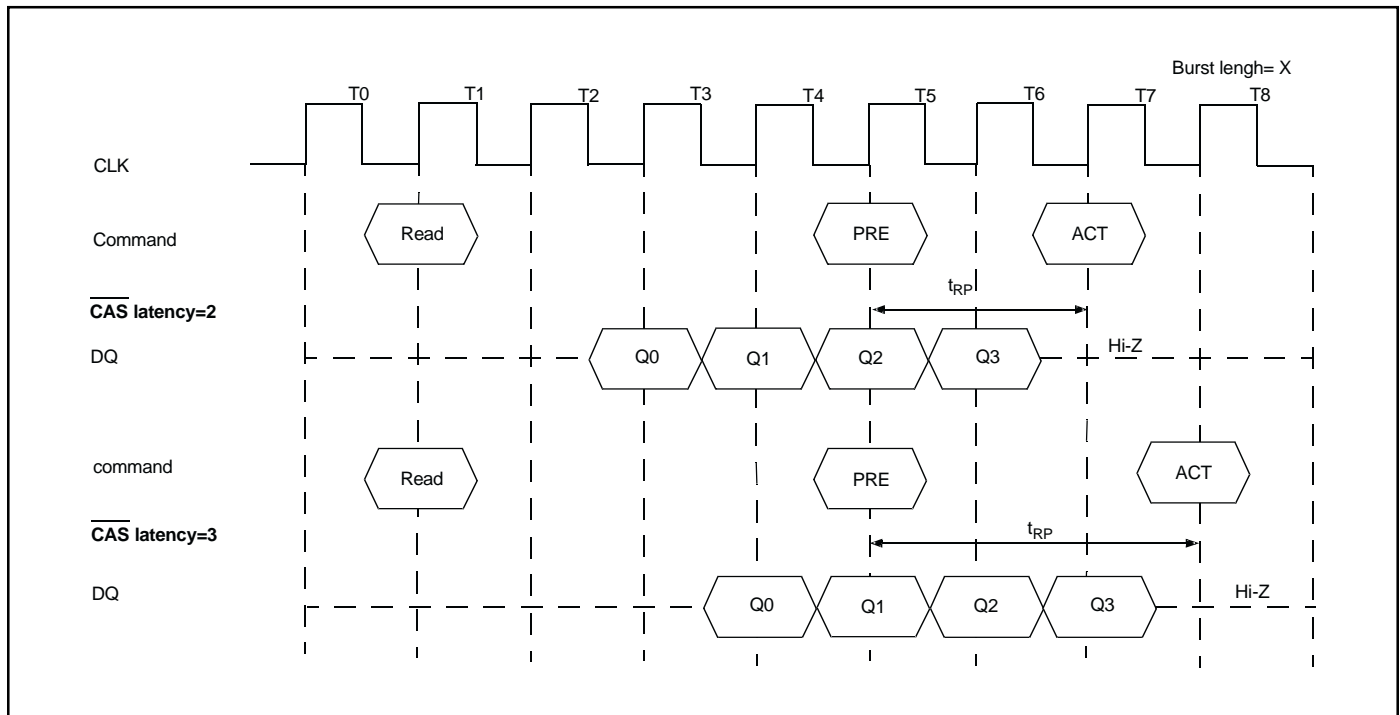 Burst lengh= X
T0 T1 T2 T3 T4 T5 T6 T7 T8
CLK
Command Read PRE ACT
tRP
CAS latency=2
DQ Q0 Q1 Q2 Q3 Hi-Z
command Read PRE ACT
CAS latency=3
tRP
DQ Q0 Q1 Q2 Q3 Hi-Z